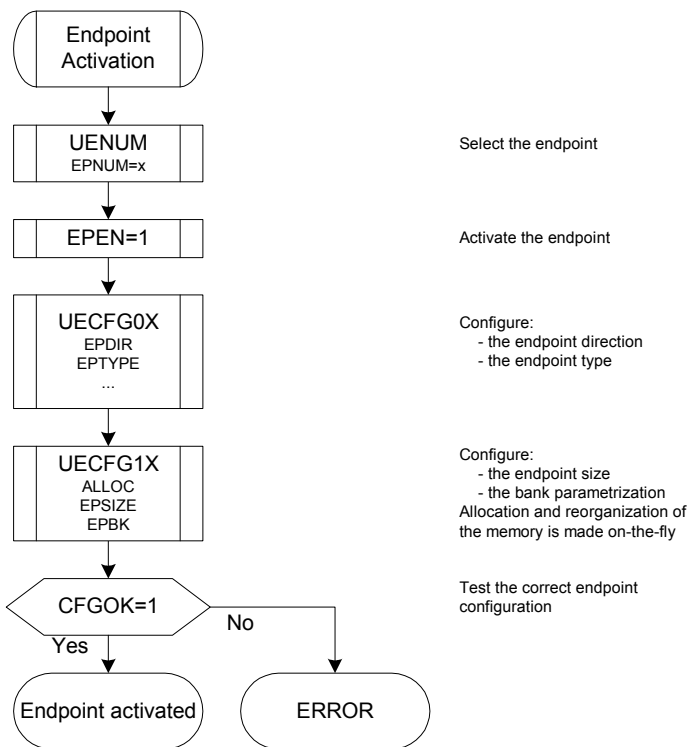 Endpoint
Activation
UENUM
EPNUM=x
Select the endpoint
EPEN=1
Activate the endpoint
UECFG0X
EPDIR
EPTYPE
...
Configure:
- the endpoint direction
- the endpoint type
UECFG1X
ALLOC
EPSIZE
EPBK
Configure:
- the endpoint size
- the bank parametrization
Allocation and reorganization of
the memory is made on-the-fly
CFGOK=1
Test the correct endpoint
configuration
No
Yes
Endpoint activated
ERROR